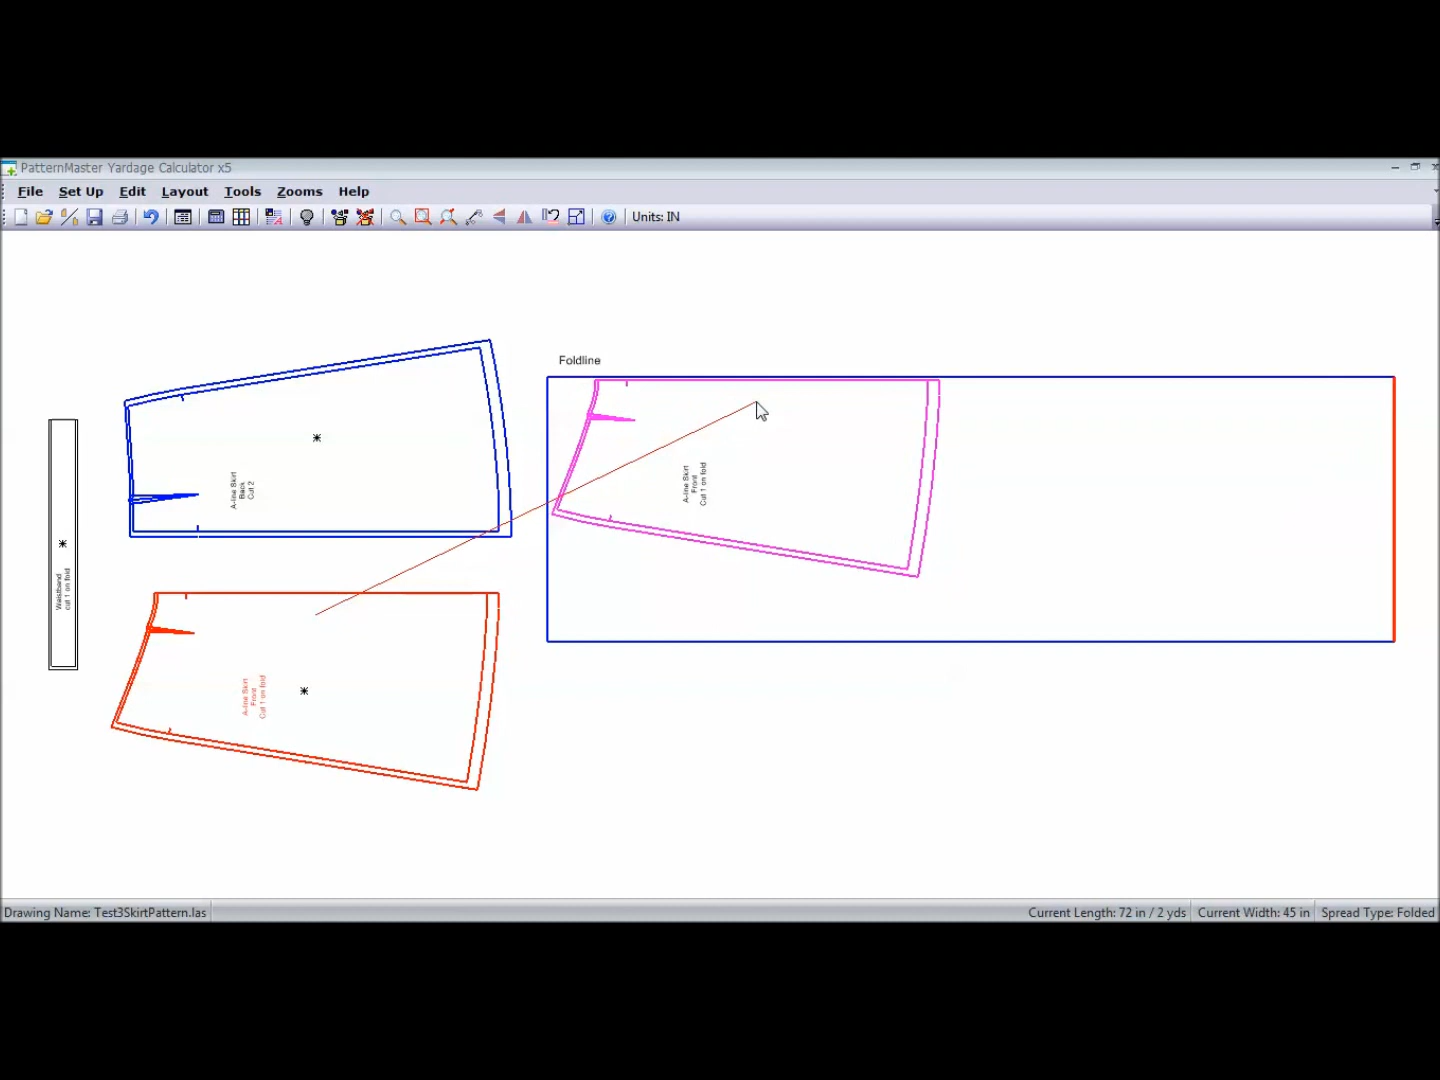 PatternMaster Yardage Calculator x5
File Set Up Edit Layout Tools Zooms Help
Units: IN
Foldline
A-line Skirt
Back
Cut 2
A-line Skirt
Front
Cut 1 on fold
Waistband
cut 1 on fold
A-line Skirt
Front
Cut 1 on fold
Drawing Name: Test3SkirtPattern.las
Current Length: 72 in / 2 yds
Current Width: 45 in
Spread Type: Folded